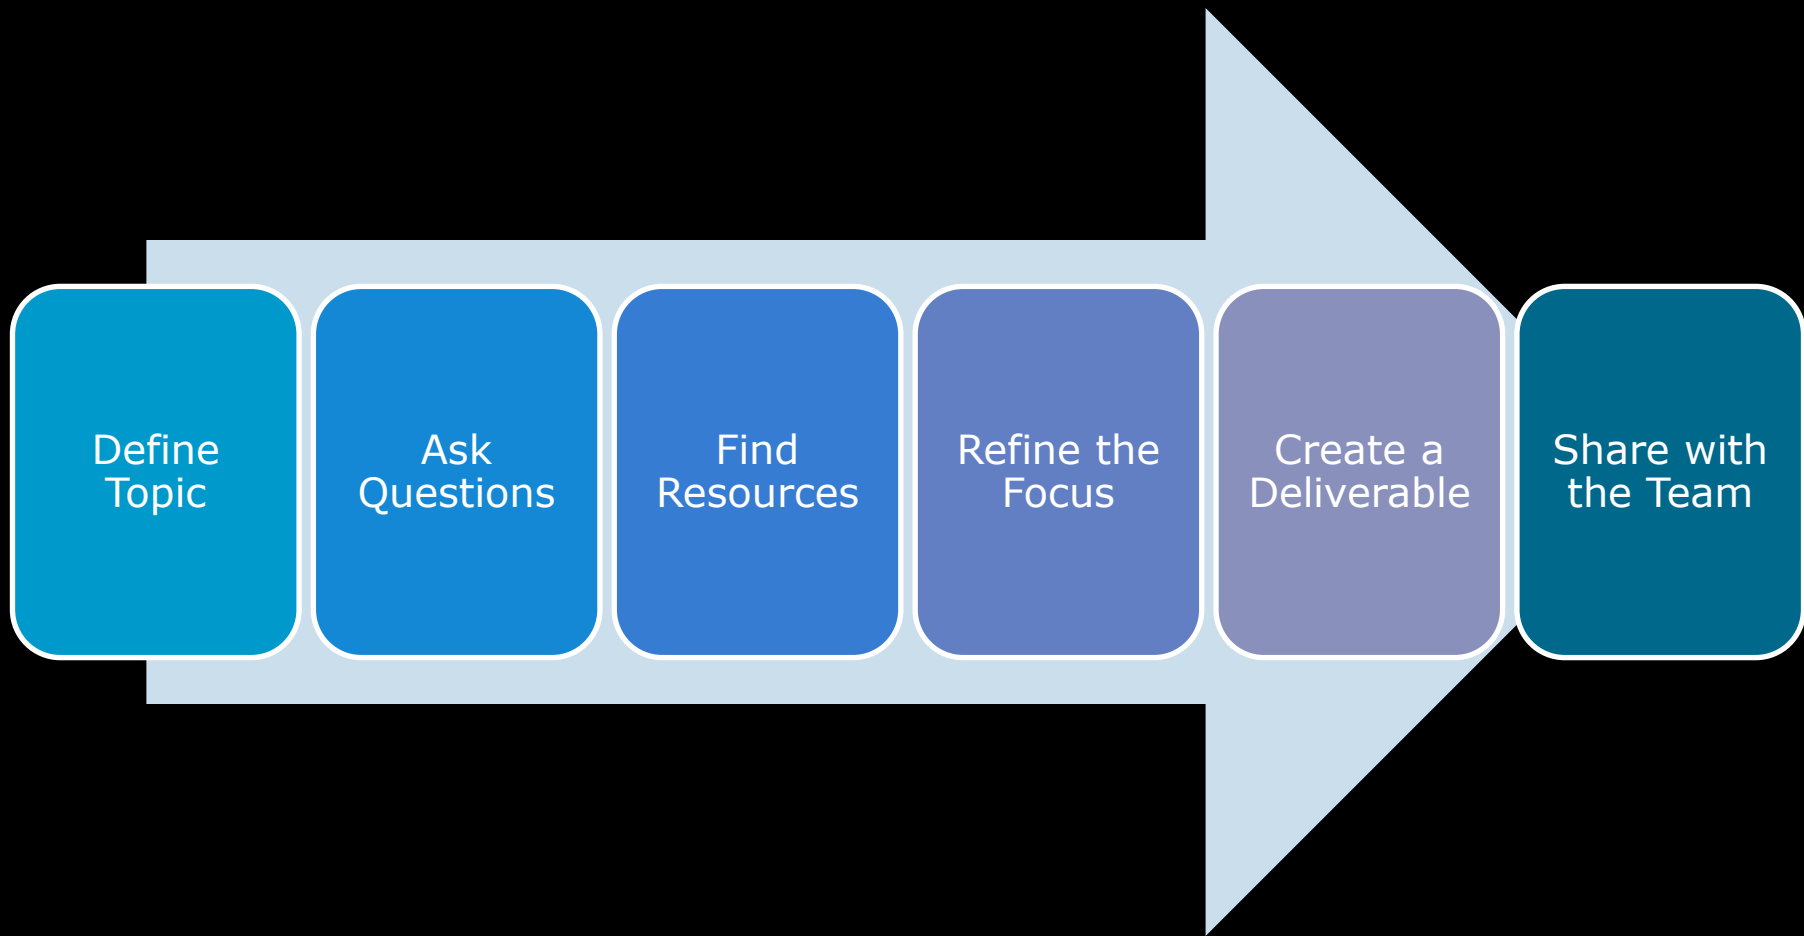 Define
Topic
Ask
Questions
Find
Resources
Refine the
Focus
Create a
Deliverable
Share with
the Team